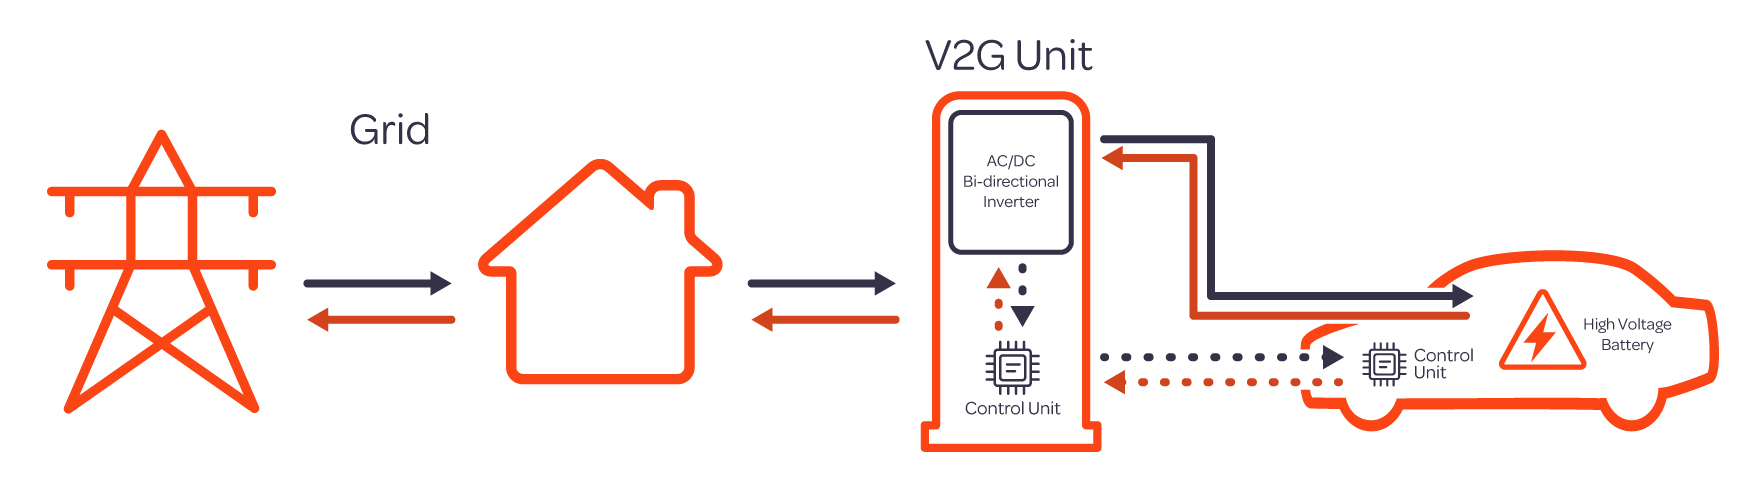 V2G Unit
Grid
AC/DC
Bi-directional
Inverter
Control Unit
Control
Unit
High Voltage
Battery